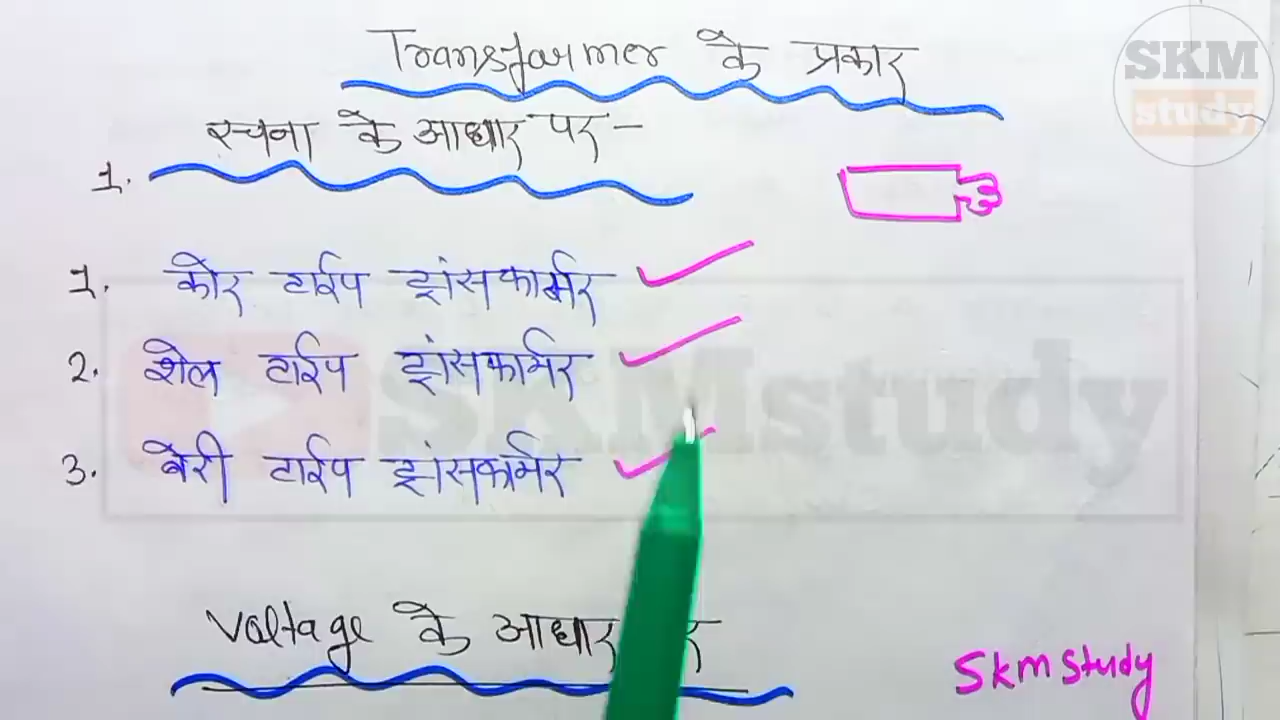 Transformer के प्रकार
SKM
study
1. रचना के आधार पर –
1. कोर टाईप ट्रांसफार्मर
2. शेल टाईप ट्रांसफार्मर
SKMstudy
3. बेरी टाईप ट्रांसफार्मर
Voltage के आधार
Skm Study